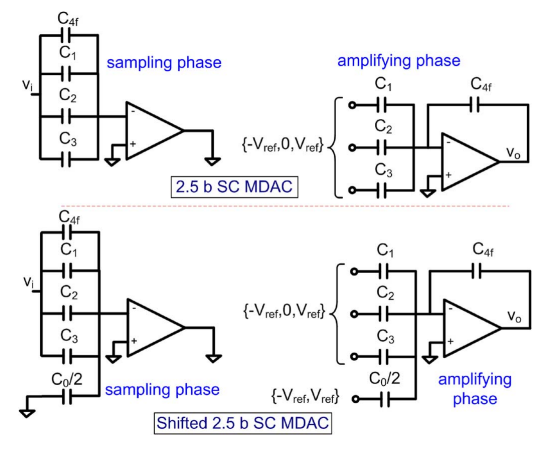 C4f
C1
sampling phase
vi
C2
C3
-
+
amplifying phase
C1
C4f
{-Vref,0,Vref}
C2
C3
-
+
vo
2.5 b SC MDAC
C4f
C1
vi
C2
C3
-
+
C0/2
sampling phase
C1
C4f
{-Vref,0,Vref}
C2
C3
-
+
vo
C0/2
{-Vref,Vref}
amplifying
phase
Shifted 2.5 b SC MDAC